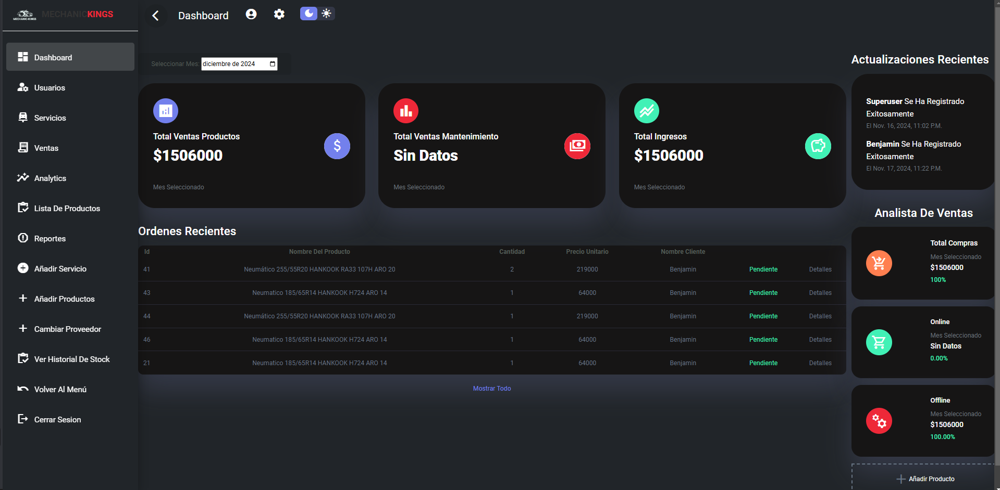 MECHANIC-KINGS
MECHANICKINGS
Dashboard
Dashboard
Usuarios
Servicios
Ventas
Analytics
Lista De Productos
Reportes
Añadir Servicio
Añadir Productos
Cambiar Proveedor
Ver Historial De Stock
Volver Al Menú
Cerrar Sesion
Seleccionar Mes: diciembre de 2024
Total Ventas Productos
$1506000
Mes Seleccionado
Total Ventas Mantenimiento
Sin Datos
Mes Seleccionado
Total Ingresos
$1506000
Mes Seleccionado
Ordenes Recientes
Id Nombre Del Producto Cantidad Precio Unitario Nombre Cliente
41 Neumático 255/55R20 HANKOOK RA33 107H ARO 20 2 219000 Benjamin Pendiente Detalles
43 Neumatico 185/65R14 HANKOOK H724 ARO 14 1 64000 Benjamin Pendiente Detalles
44 Neumático 255/55R20 HANKOOK RA33 107H ARO 20 1 219000 Benjamin Pendiente Detalles
46 Neumatico 185/65R14 HANKOOK H724 ARO 14 1 64000 Benjamin Pendiente Detalles
21 Neumatico 185/65R14 HANKOOK H724 ARO 14 1 64000 Benjamin Pendiente Detalles
Mostrar Todo
Actualizaciones Recientes
Superuser Se Ha Registrado
Exitosamente
El Nov. 16, 2024, 11:02 P.M.
Benjamin Se Ha Registrado
Exitosamente
El Nov. 17, 2024, 11:22 P.M.
Analista De Ventas
Total Compras
Mes Seleccionado
$1506000
100%
Online
Mes Seleccionado
Sin Datos
0.00%
Offline
Mes Seleccionado
$1506000
100.00%
Añadir Producto